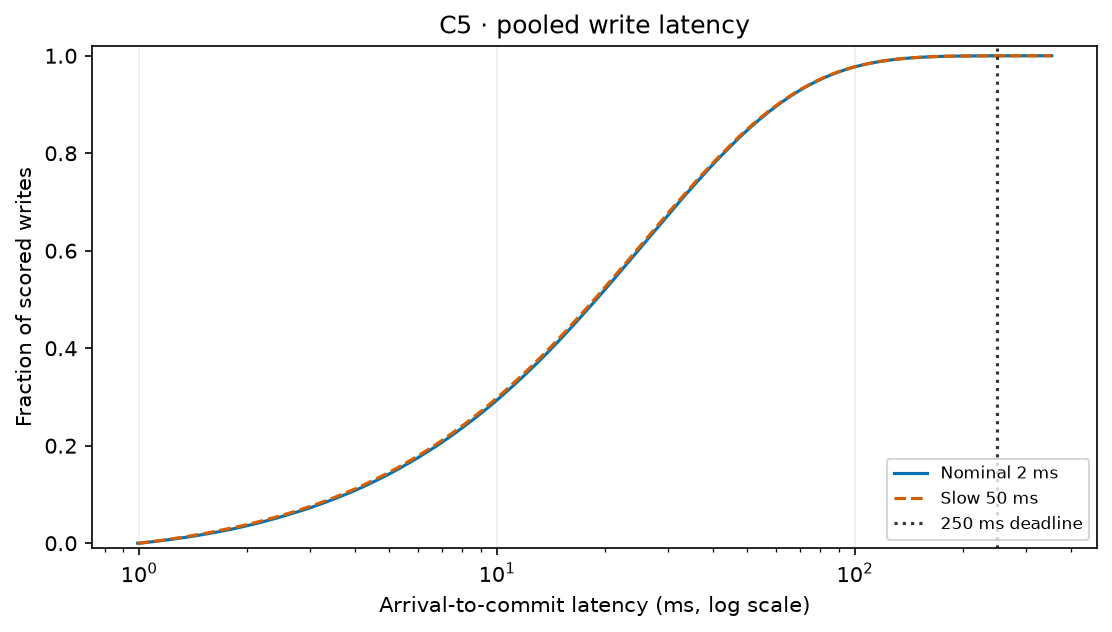 C5 · pooled write latency
Fraction of scored writes
1.0
0.8
0.6
0.4
0.2
0.0
10⁰
10¹
10²
Arrival-to-commit latency (ms, log scale)
Nominal 2 ms
Slow 50 ms
250 ms deadline